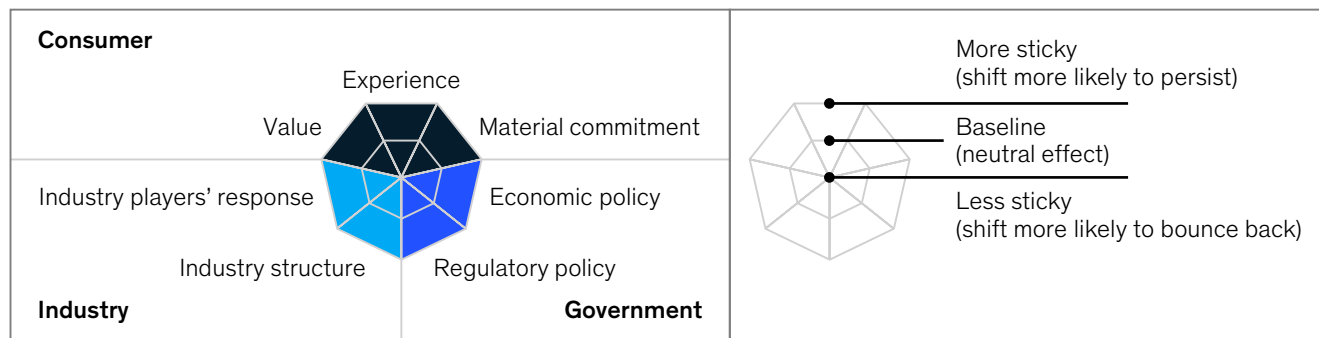 Consumer
Experience
Value
Material commitment
Industry players’ response
Economic policy
Industry structure
Regulatory policy
Industry
Government
More sticky
(shift more likely to persist)
Baseline
(neutral effect)
Less sticky
(shift more likely to bounce back)